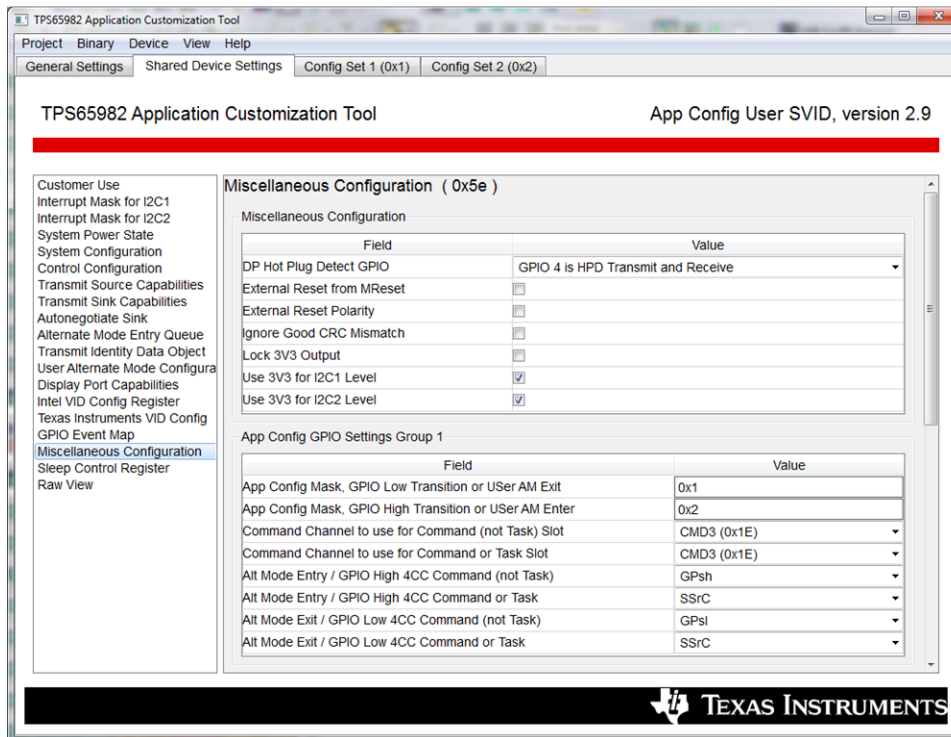 TPS65982 Application Customization Tool
Project Binary Device View Help
General Settings Shared Device Settings Config Set 1 (0x1) Config Set 2 (0x2)
TPS65982 Application Customization Tool App Config User SVID, version 2.9
Customer Use
Interrupt Mask for I2C1
Interrupt Mask for I2C2
System Power State
System Configuration
Control Configuration
Transmit Source Capabilities
Transmit Sink Capabilities
Autonegotiate Sink
Alternate Mode Entry Queue
Transmit Identity Data Object
User Alternate Mode Configura
Display Port Capabilities
Intel VID Config Register
Texas Instruments VID Config
GPIO Event Map
Miscellaneous Configuration
Sleep Control Register
Raw View
Miscellaneous Configuration ( 0x5e )
Miscellaneous Configuration
Field Value
DP Hot Plug Detect GPIO GPIO 4 is HPD Transmit and Receive
External Reset from MReset
External Reset Polarity
Ignore Good CRC Mismatch
Lock 3V3 Output
Use 3V3 for I2C1 Level
Use 3V3 for I2C2 Level
App Config GPIO Settings Group 1
Field Value
App Config Mask, GPIO Low Transition or USer AM Exit 0x1
App Config Mask, GPIO High Transition or USer AM Enter 0x2
Command Channel to use for Command (not Task) Slot CMD3 (0x1E)
Command Channel to use for Command or Task Slot CMD3 (0x1E)
Alt Mode Entry / GPIO High 4CC Command (not Task) GPsh
Alt Mode Entry / GPIO High 4CC Command or Task SSrC
Alt Mode Exit / GPIO Low 4CC Command (not Task) GPsl
Alt Mode Exit / GPIO Low 4CC Command or Task SSrC
TEXAS INSTRUMENTS